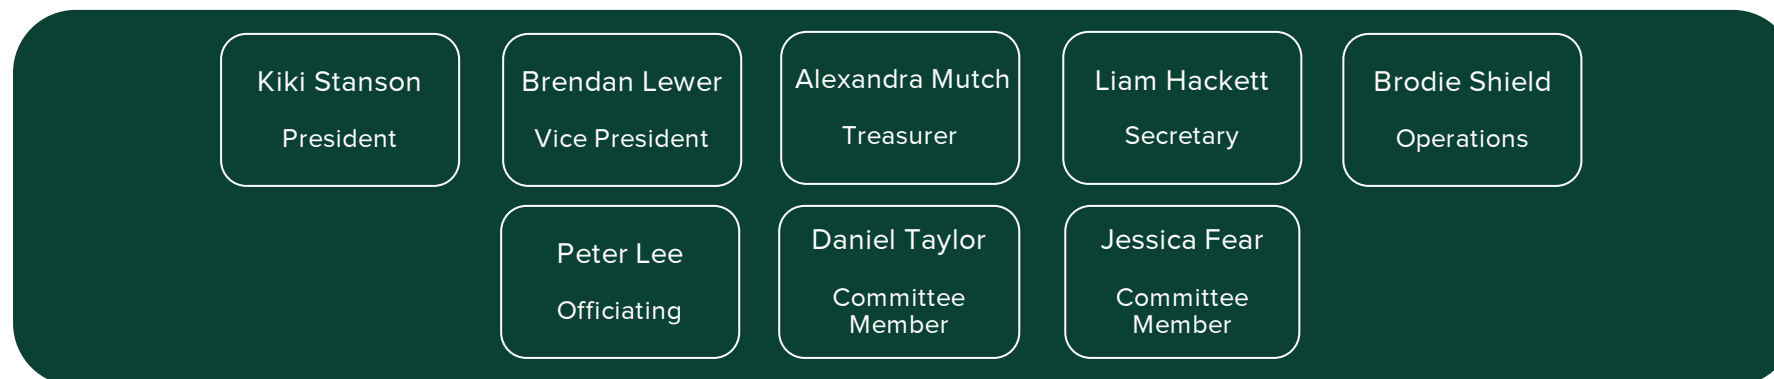 Kiki Stanson
President
Brendan Lewer
Vice President
Alexandra Mutch
Treasurer
Liam Hackett
Secretary
Brodie Shield
Operations
Peter Lee
Officiating
Daniel Taylor
Committee
Member
Jessica Fear
Committee
Member